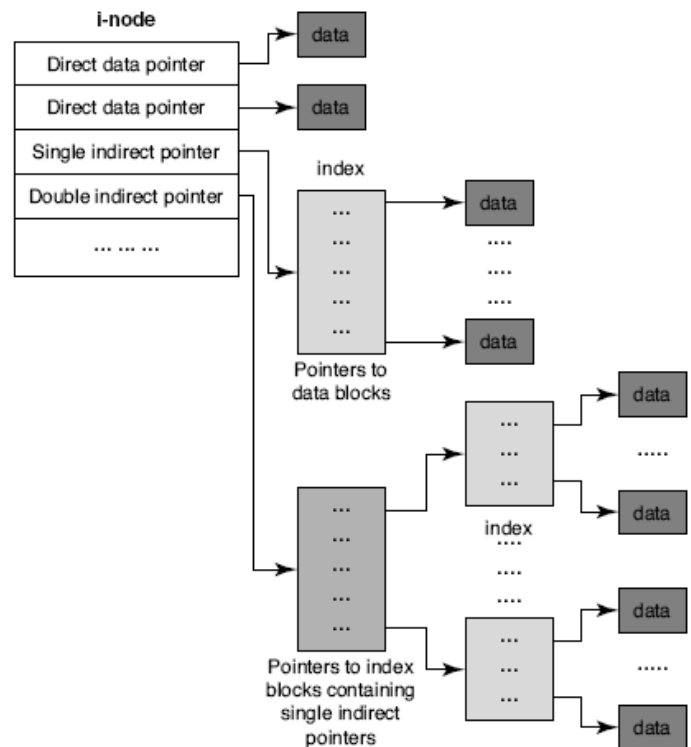 i-node
Direct data pointer
Direct data pointer
Single indirect pointer
Double indirect pointer
... ... ...
data
data
index
...
...
...
...
...
Pointers to
data blocks
data
....
....
....
data
...
...
...
...
...
Pointers to index
blocks containing
single indirect
pointers
...
...
...
index
....
....
....
...
...
...
data
.....
data
data
.....
data